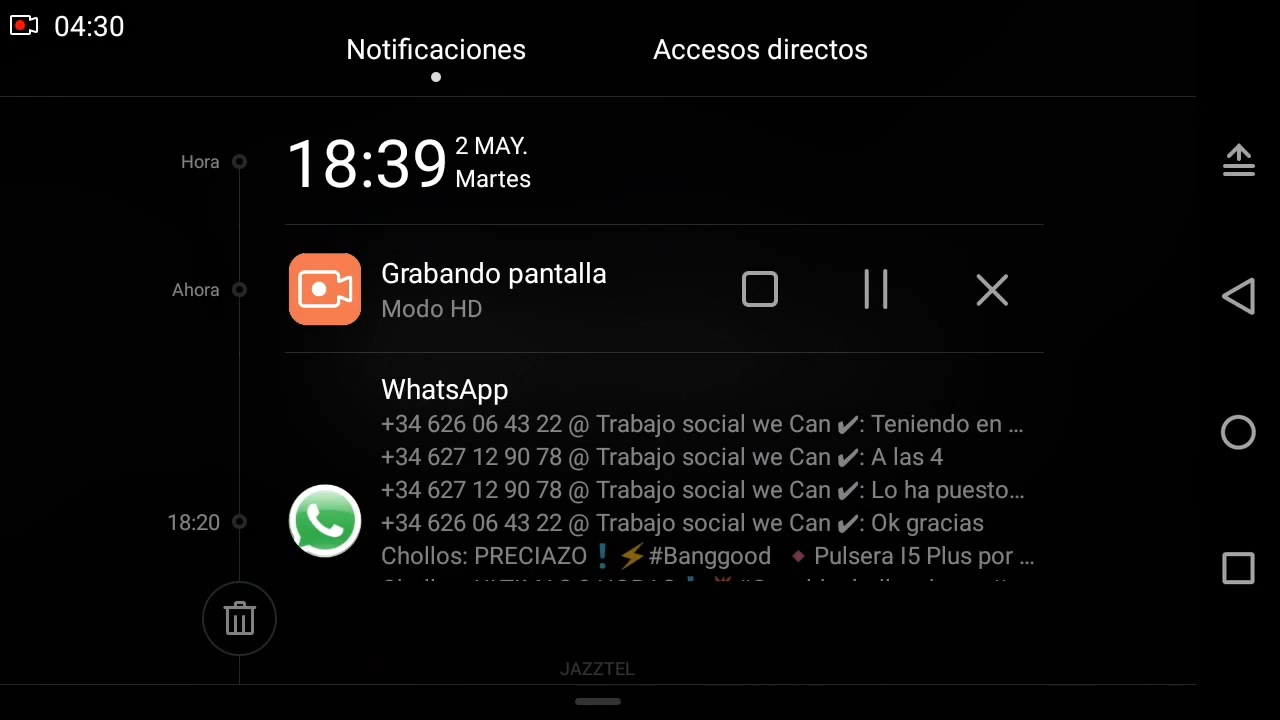 04:30
Notificaciones
Accesos directos
Hora
18:39
2 MAY.
Martes
Ahora
Grabando pantalla
Modo HD
WhatsApp
+34 626 06 43 22 @ Trabajo social we Can ✔: Teniendo en …
+34 627 12 90 78 @ Trabajo social we Can ✔: A las 4
+34 627 12 90 78 @ Trabajo social we Can ✔: Lo ha puesto…
18:20
+34 626 06 43 22 @ Trabajo social we Can ✔: Ok gracias
Chollos: PRECIAZO❗⚡#Banggood 🔸Pulsera I5 Plus por …
JAZZTEL